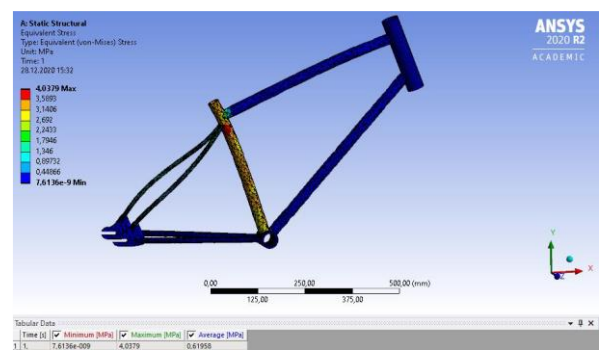 A: Static Structural
Equivalent Stress
Type: Equivalent (von-Mises) Stress
Unit: MPa
Time: 1
28.12.2020 15:32
4,0379 Max
3,5893
3,1406
2,692
2,2433
1,7946
1,346
0,89732
0,44866
7,6136e-9 Min
ANSYS
2020 R2
ACADEMIC
0,00 250,00 500,00 (mm)
125,00 375,00
Y
X
Z
Tabular Data
Time [s] Minimum [MPa] Maximum [MPa] Average [MPa]
1 1, 7,6136e-009 4,0379 0,61958